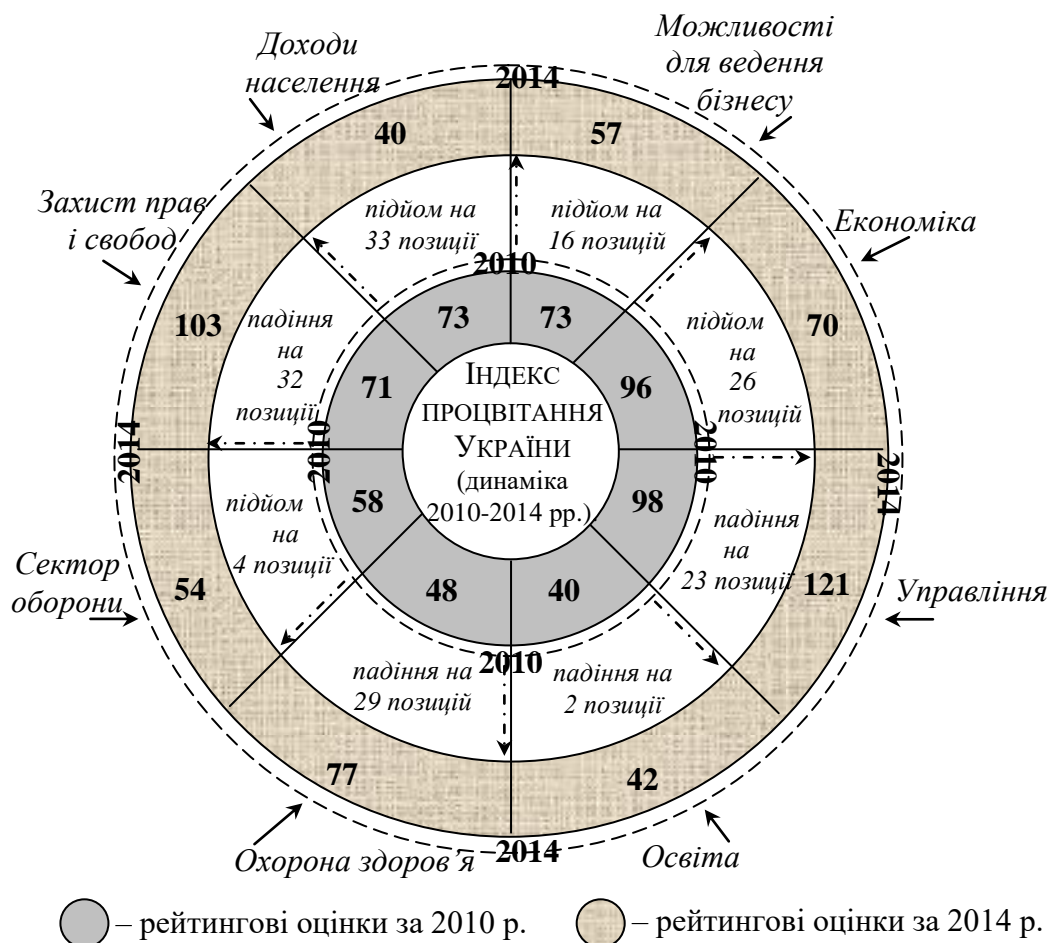 Доходи
населення
Можливості
для ведення
бізнесу
2014
40
57
Захист прав
і свобод
Економіка
підйом на
33 позиції
підйом на
16 позицій
2010
103
падіння
на
32
позиції
73
73
підйом
на
26
позицій
70
71
96
ІНДЕКС
ПРОЦВІТАННЯ
УКРАЇНИ
(динаміка
2010-2014 рр.)
2014
2010
2010
2014
підйом
на
4 позиції
58
98
падіння
на
23 позиції
Сектор
оборони
54
48
40
121
Управління
2010
падіння на
29 позицій
падіння на
2 позиції
77
42
Охорона здоров’я
2014
Освіта
– рейтингові оцінки за 2010 р.
– рейтингові оцінки за 2014 р.